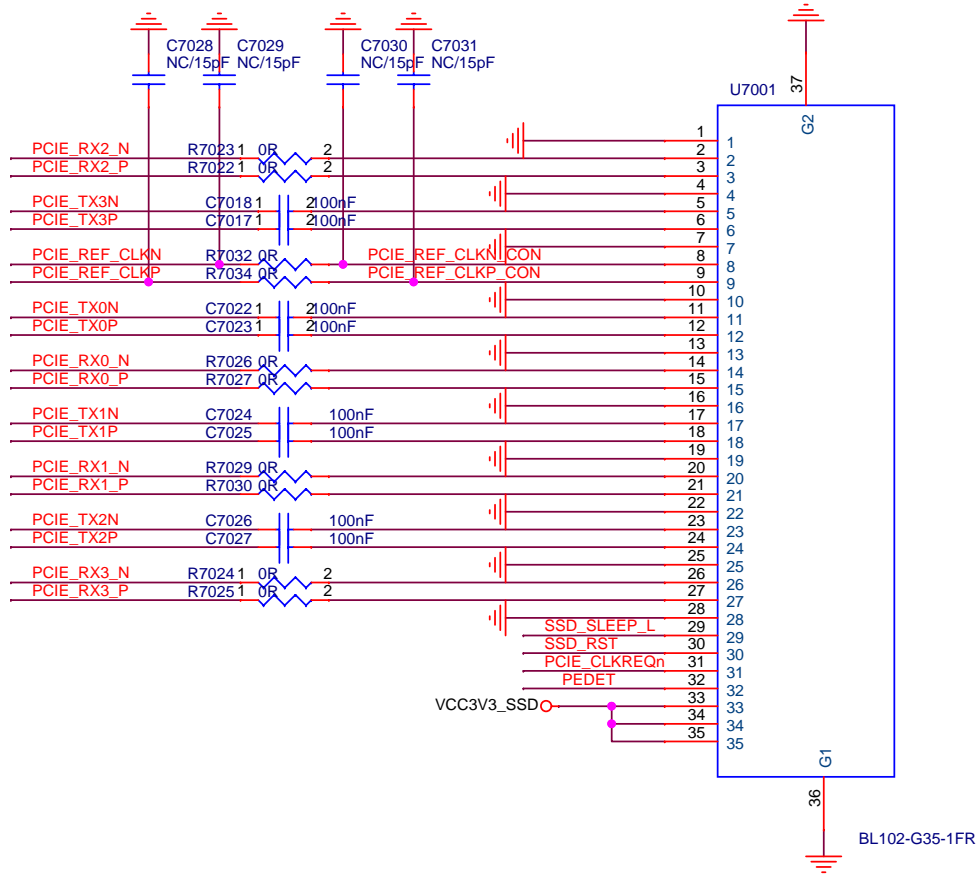 C7028 C7029 C7030 C7031
NC/15pF NC/15pF NC/15pF NC/15pF
U7001
37
G2
1 1
PCIE_RX2_N R7023 1 0R 2 2 2
PCIE_RX2_P R7022 1 0R 2 3 3
4 4
PCIE_TX3N C7018 1 2 100nF 5 5
PCIE_TX3P C7017 1 2 100nF 6 6
7 7
PCIE_REF_CLKN R7032 0R PCIE_REF_CLKN_CON 8 8
PCIE_REF_CLKP R7034 0R PCIE_REF_CLKP_CON 9 9
10 10
PCIE_TX0N C7022 1 2 100nF 11 11
PCIE_TX0P C7023 1 2 100nF 12 12
13 13
PCIE_RX0_N R7026 0R 14 14
PCIE_RX0_P R7027 0R 15 15
16 16
PCIE_TX1N C7024 100nF 17 17
PCIE_TX1P C7025 100nF 18 18
19 19
PCIE_RX1_N R7029 0R 20 20
PCIE_RX1_P R7030 0R 21 21
22 22
PCIE_TX2N C7026 100nF 23 23
PCIE_TX2P C7027 100nF 24 24
25 25
PCIE_RX3_N R7024 1 0R 2 26 26
PCIE_RX3_P R7025 1 0R 2 27 27
28 28
SSD_SLEEP_L 29 29
SSD_RST 30 30
PCIE_CLKREQn 31 31
PEDET 32 32
VCC3V3_SSD 33 33
34 34
35 35
G1
36
BL102-G35-1FR